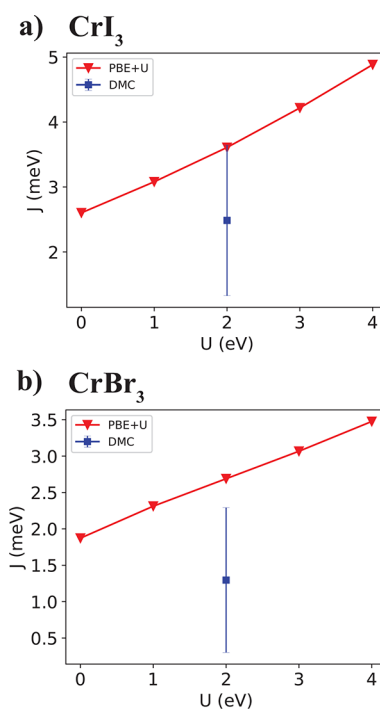 a) CrI3
PBE+U
DMC
5
4
3
2
J (meV)
0 1 2 3 4
U (eV)
b) CrBr3
PBE+U
DMC
3.5
3.0
2.5
2.0
1.5
1.0
0.5
J (meV)
0 1 2 3 4
U (eV)